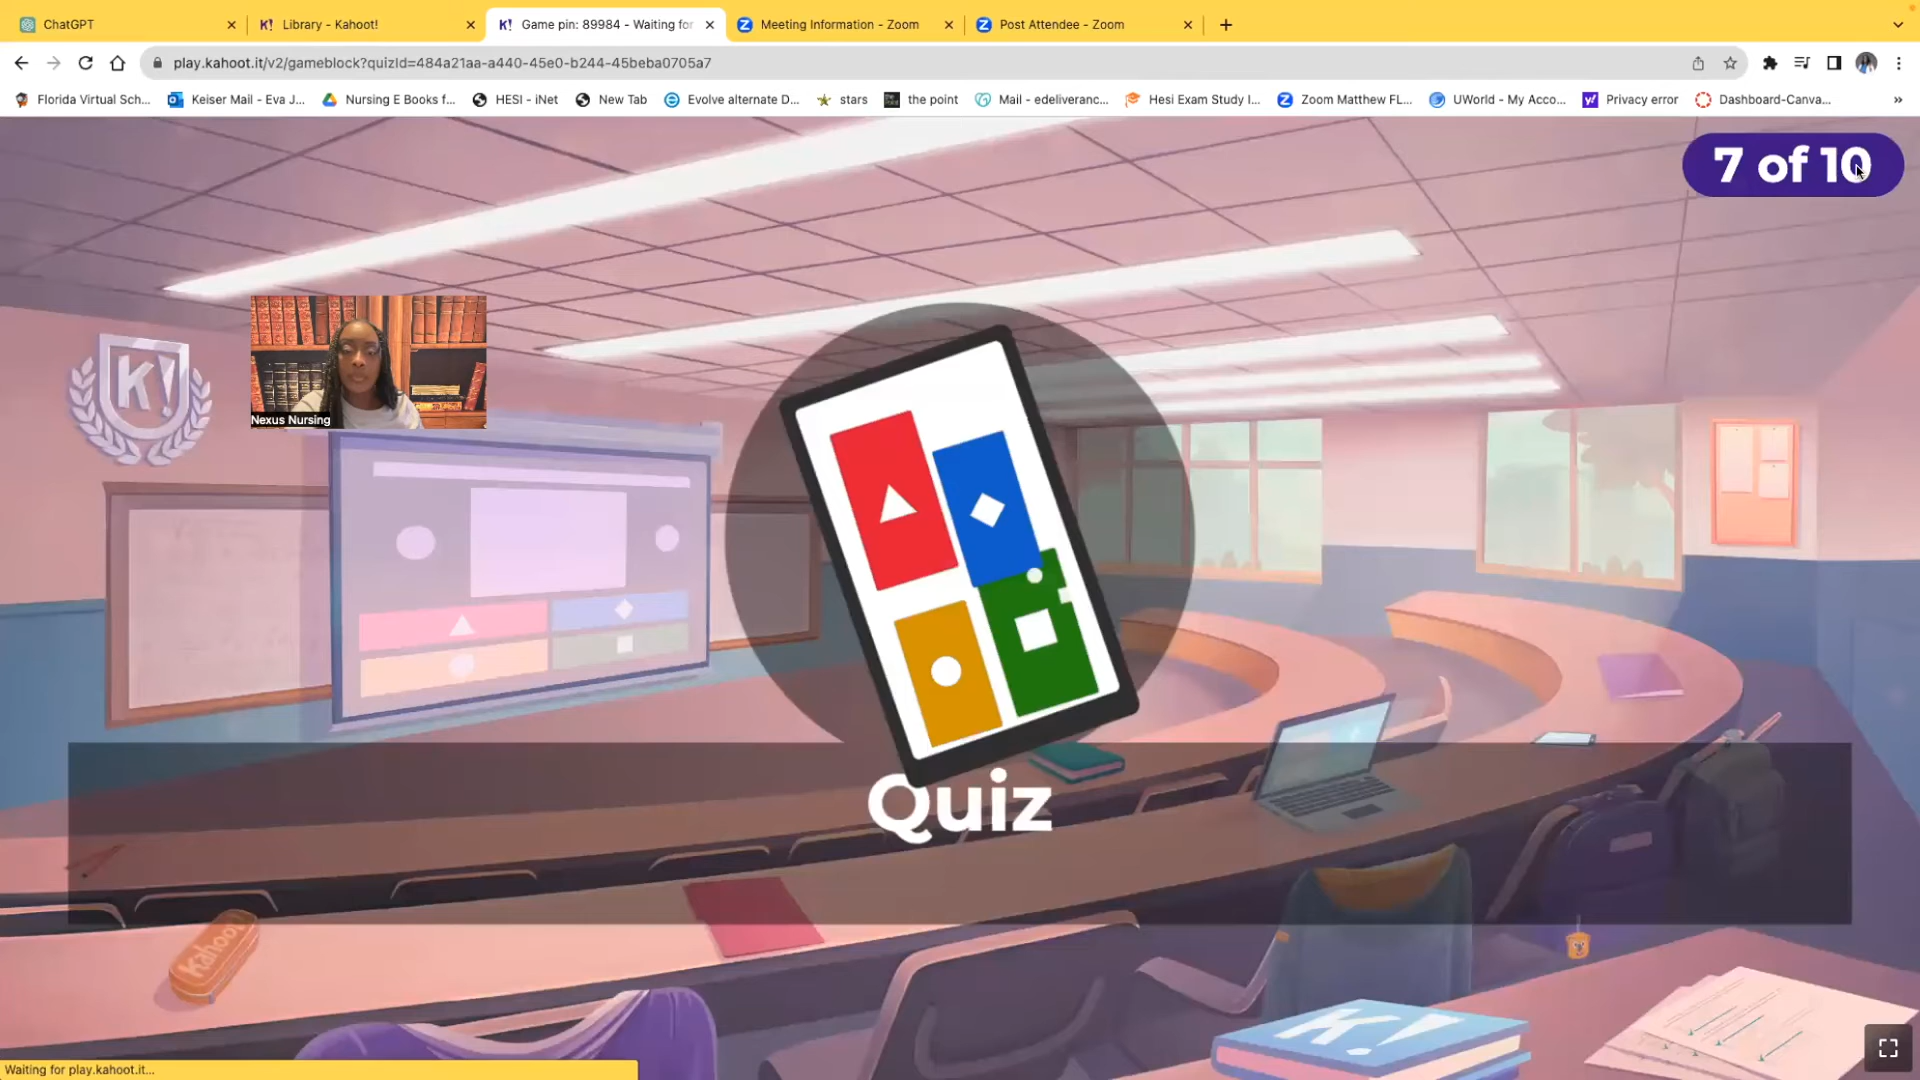 ChatGPT
Library - Kahoot!
Game pin: 89984 - Waiting for
Meeting Information - Zoom
Post Attendee - Zoom
play.kahoot.it/v2/gameblock?quizId=484a21aa-a440-45e0-b244-45beba0705a7
Florida Virtual Sch...
Keiser Mail - Eva J...
Nursing E Books f...
HESI - iNet
New Tab
Evolve alternate D...
stars
the point
Mail - edeliveranc...
Hesi Exam Study I...
Zoom Matthew FL...
UWorld - My Acco...
Privacy error
Dashboard-Canva...
7 of 10
K!
Nexus Nursing
Quiz
Kahoot!
K!
Waiting for play.kahoot.it...